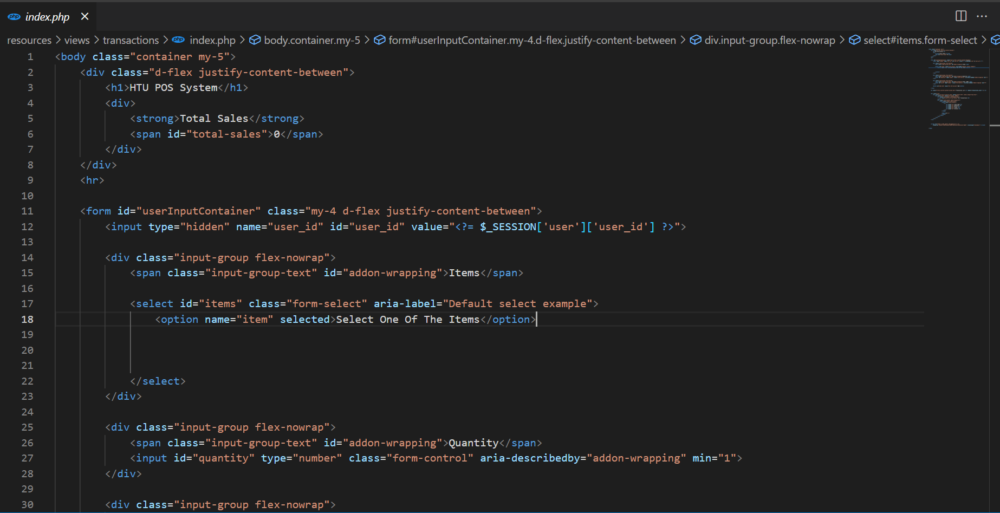 php index.php
resources > views > transactions > php index.php > body.container.my-5 > form#userInputContainer.my-4.d-flex.justify-content-between > div.input-group.flex-nowrap > select#items.form-select >
1 <body class="container my-5">
2 <div class="d-flex justify-content-between">
3 <h1>HTU POS System</h1>
4 <div>
5 <strong>Total Sales</strong>
6 <span id="total-sales">0</span>
7 </div>
8 </div>
9 <hr>
10
11 <form id="userInputContainer" class="my-4 d-flex justify-content-between">
12 <input type="hidden" name="user_id" id="user_id" value="<?= $_SESSION['user']['user_id'] ?>">
13
14 <div class="input-group flex-nowrap">
15 <span class="input-group-text" id="addon-wrapping">Items</span>
16
17 <select id="items" class="form-select" aria-label="Default select example">
18 <option name="item" selected>Select One Of The Items</option>
19
20
21
22 </select>
23 </div>
24
25 <div class="input-group flex-nowrap">
26 <span class="input-group-text" id="addon-wrapping">Quantity</span>
27 <input id="quantity" type="number" class="form-control" aria-describedby="addon-wrapping" min="1">
28 </div>
29
30 <div class="input-group flex-nowrap">